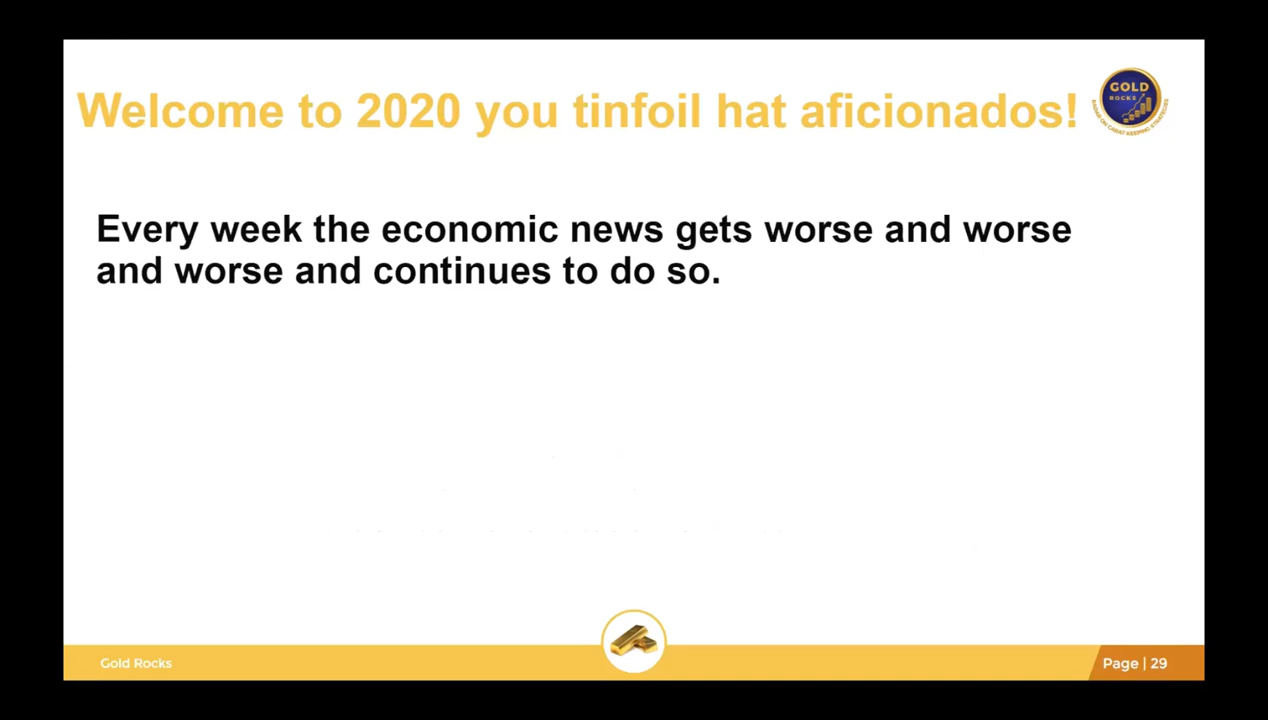 Welcome to 2020 you tinfoil hat aficionados!
GOLD
ROCKS
Every week the economic news gets worse and worse
and worse and continues to do so.
Gold Rocks
Page | 29